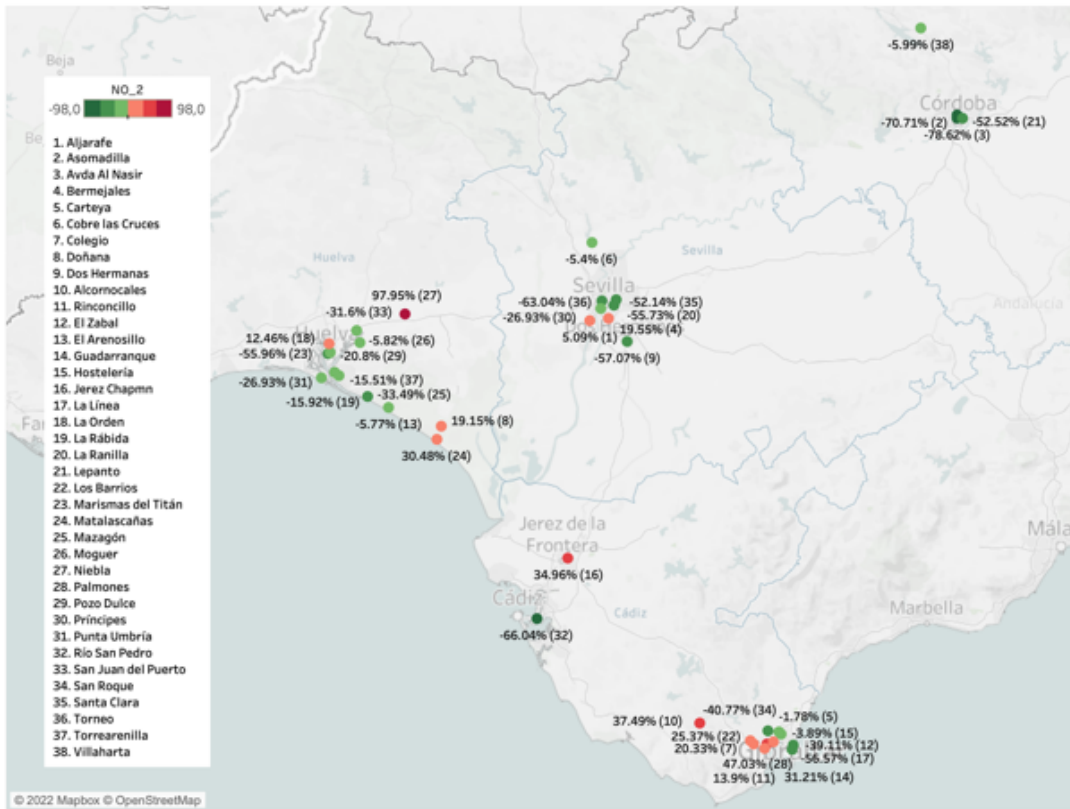 Beja
NO_2
-98,0 98,0
1. Aljarafe
2. Asomadilla
3. Avda Al Nasir
4. Bermejales
5. Carteya
6. Cobre las Cruces
7. Colegio
8. Doñana
9. Dos Hermanas
10. Alcornocales
11. Rinconcillo
12. El Zabal
13. El Arenosillo
14. Guadarranque
15. Hostelería
16. Jerez Chapmn
17. La Línea
18. La Orden
19. La Rábida
20. La Ranilla
21. Lepanto
22. Los Barrios
23. Marismas del Titán
24. Matalascañas
25. Mazagón
26. Moguer
27. Niebla
28. Palmones
29. Pozo Dulce
30. Príncipes
31. Punta Umbría
32. Río San Pedro
33. San Juan del Puerto
34. San Roque
35. Santa Clara
36. Torneo
37. Torrearenilla
38. Villaharta
© 2022 Mapbox © OpenStreetMap
-5.99% (38)
Córdoba
-70.71% (2)
-52.52% (21)
-78.62% (3)
Huelva
Sevilla
-5.4% (6)
Sevilla
97.95% (27)
-31.6% (33)
-63.04% (36)
-52.14% (35)
-26.93% (30)
-55.73% (20)
19.55% (4)
5.09% (1)
-57.07% (9)
Andalucía
12.46% (18)
-5.82% (26)
-55.96% (23)
-20.8% (29)
-26.93% (31)
-15.51% (37)
-15.92% (19)
-33.49% (25)
-5.77% (13)
19.15% (8)
30.48% (24)
Jerez de la
Frontera
34.96% (16)
Cádiz
-66.04% (32)
Cádiz
Mála
Marbella
37.49% (10)
-40.77% (34)
-1.78% (5)
25.37% (22)
-3.89% (15)
20.33% (7)
-39.11% (12)
-56.57% (17)
47.03% (28)
13.9% (11)
31.21% (14)